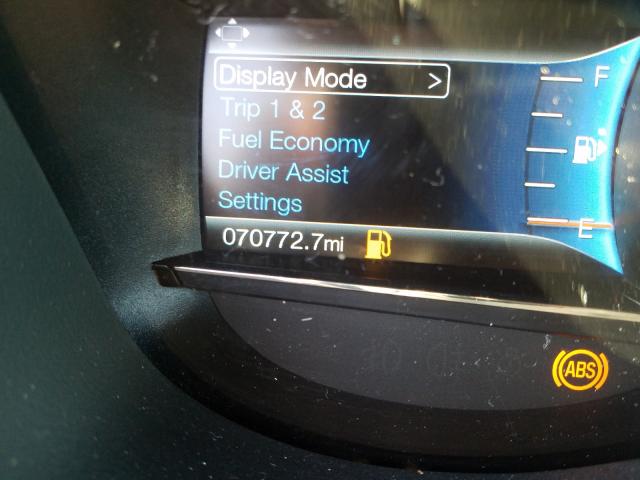 Display Mode >
F
Trip 1 & 2
Fuel Economy
Driver Assist
Settings
E
070772.7mi
ABS